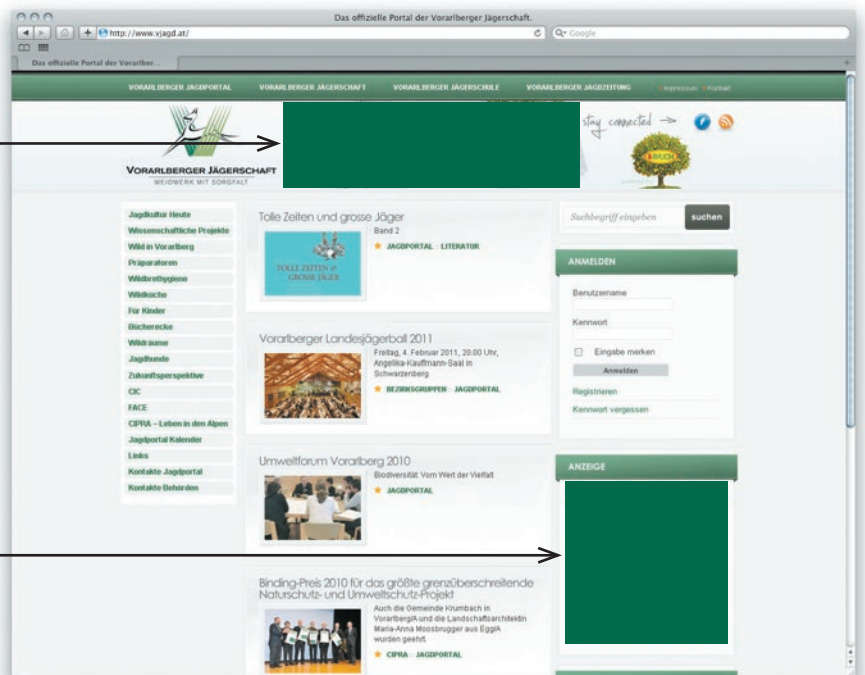 Das offizielle Portal der Vorarlberger Jägerschaft.
http://www.vjagd.at/
Google
Das offizielle Portal der Vorarlber...
VORARLBERGER JAGDPORTAL VORARLBERGER JÄGERSCHAFT VORARLBERGER JÄGERSCHULE VORARLBERGER JAGDZEITUNG Impressum Kontakt
stay connected
RAUCH
VORARLBERGER JÄGERSCHAFT
WEIDWERK MIT SORGFALT
Jagdkultur Heute
Wissenschaftliche Projekte
Wild in Vorarlberg
Präparatoren
Wildbrethygiene
Wildküche
Für Kinder
Bücherecke
Wildräume
Jagdhunde
Zukunftsperspektive
CIC
FACE
CIPRA – Leben in den Alpen
Jagdportal Kalender
Links
Kontakte Jagdportal
Kontakte Behörden
Tolle Zeiten und grosse Jäger
Band 2
JAGDPORTAL LITERATUR
TOLLE ZEITEN &
GROSSE JÄGER
Vorarlberger Landesjägerball 2011
Freitag, 4. Februar 2011, 20:00 Uhr,
Angelika-Kauffmann-Saal in
Schwarzenberg
BEZIRKSGRUPPEN JAGDPORTAL
Umweltforum Vorarlberg 2010
Biodiversität: Vom Wert der Vielfalt
JAGDPORTAL
Binding-Preis 2010 für das größte grenzüberschreitende
Naturschutz- und Umweltschutz-Projekt
Auch die Gemeinde Krumbach in
Vorarlberg/A und die Landschaftsarchitektin
Maria-Anna Moosbrugger aus Egg/A
wurden geehrt.
CIPRA JAGDPORTAL
Suchbegriff eingeben suchen
ANMELDEN
Benutzername
Kennwort
Eingabe merken
Anmelden
Registrieren
Kennwort vergessen
ANZEIGE